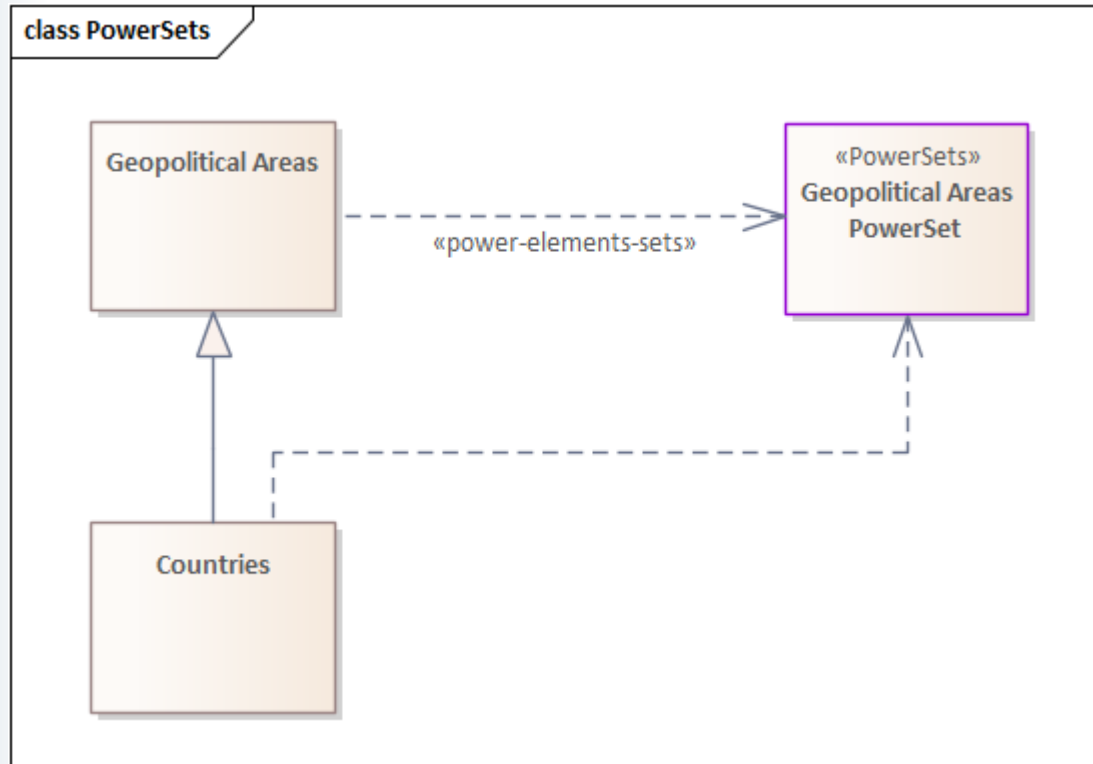 class PowerSets
Geopolitical Areas
«PowerSets»
Geopolitical Areas
PowerSet
«power-elements-sets»
Countries